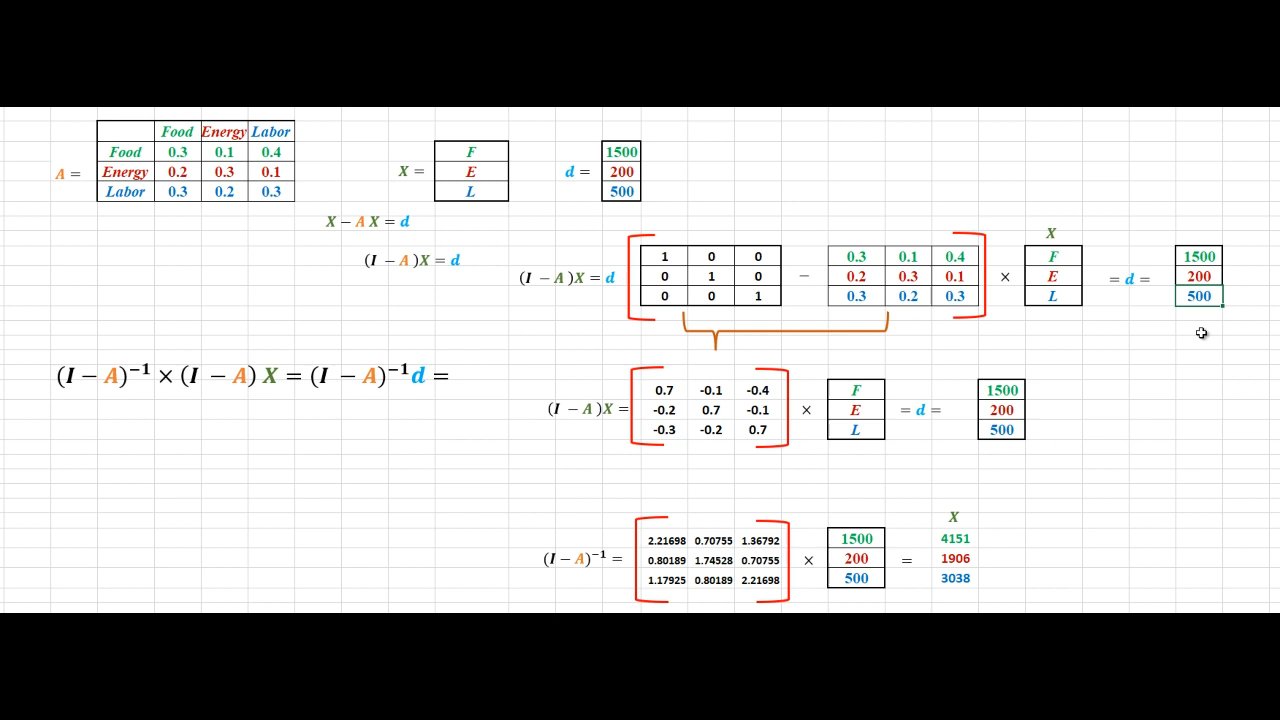 Food Energy Labor
Food 0.3 0.1 0.4
A = Energy 0.2 0.3 0.1
Labor 0.3 0.2 0.3
F
X = E
L
1500
d = 200
500
X − A X = d
(I − A )X = d
X
(I − A )X = d
1 0 0
0 1 0
0 0 1
−
0.3 0.1 0.4
0.2 0.3 0.1
0.3 0.2 0.3
×
F
E
L
= d =
1500
200
500
(I − A)⁻¹ × (I − A) X = (I − A)⁻¹d =
(I − A )X =
0.7 -0.1 -0.4
-0.2 0.7 -0.1
-0.3 -0.2 0.7
×
F
E
L
= d =
1500
200
500
(I − A)⁻¹ =
2.21698 0.70755 1.36792
0.80189 1.74528 0.70755
1.17925 0.80189 2.21698
×
1500
200
500
=
X
4151
1906
3038